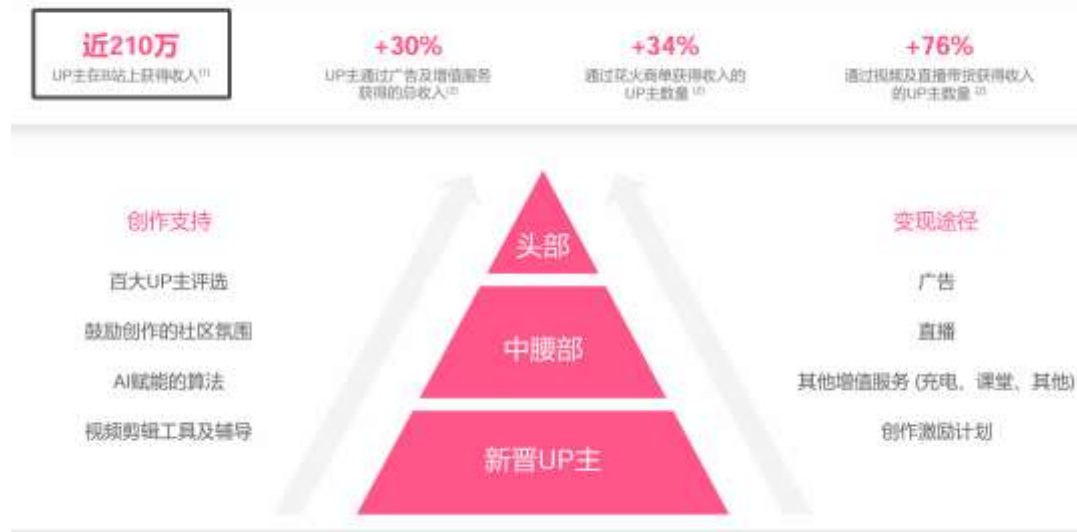 近210万
UP主在B站上获得收入(1)
+30%
UP主通过广告及增值服务
获得的总收入(2)
+34%
通过花火商单获得收入的
UP主数量(2)
+76%
通过视频及直播带货获得收入
的UP主数量(2)
创作支持
百大UP主评选
鼓励创作的社区氛围
AI赋能的算法
视频剪辑工具及辅导
头部
中腰部
新晋UP主
变现途径
广告
直播
其他增值服务 (充电、课堂、其他)
创作激励计划